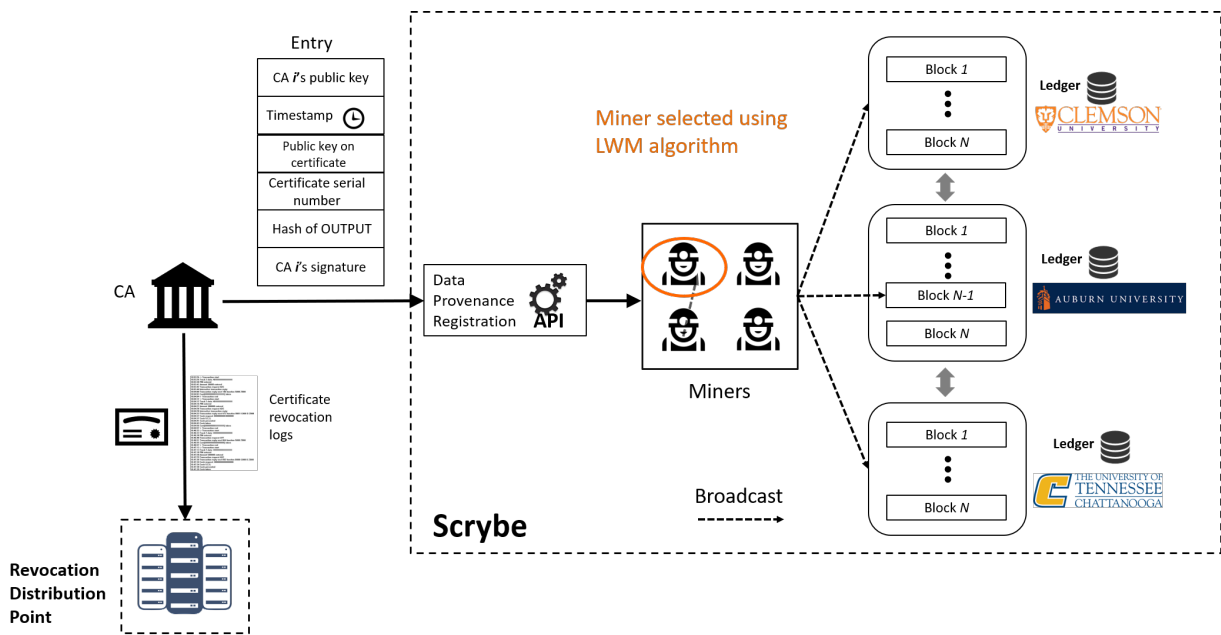 Entry
CA i's public key
Timestamp
Public key on
certificate
Certificate serial
number
Hash of OUTPUT
CA i's signature
CA
Certificate
revocation
logs
Revocation
Distribution
Point
Data
Provenance
Registration
API
Miner selected using
LWM algorithm
Miners
Broadcast
Scrybe
Block 1
Block N
Ledger
CLEMSON
UNIVERSITY
Block 1
Block N-1
Block N
Ledger
AUBURN UNIVERSITY
Block 1
Block N
Ledger
THE UNIVERSITY OF
TENNESSEE
CHATTANOOGA